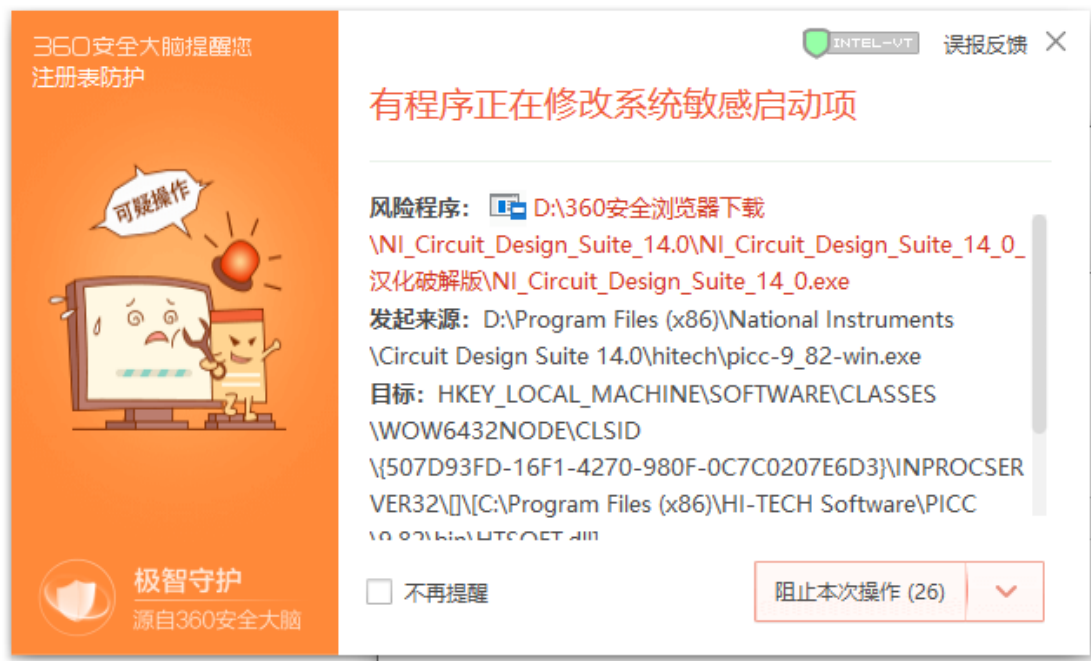 360安全大脑提醒您
注册表防护
INTEL-VT
误报反馈
有程序正在修改系统敏感启动项
可疑操作
风险程序： D:\360安全浏览器下载
\NI_Circuit_Design_Suite_14.0\NI_Circuit_Design_Suite_14_0_
汉化破解版\NI_Circuit_Design_Suite_14_0.exe
发起来源：D:\Program Files (x86)\National Instruments
\Circuit Design Suite 14.0\hitech\picc-9_82-win.exe
目标：HKEY_LOCAL_MACHINE\SOFTWARE\CLASSES
\WOW6432NODE\CLSID
\{507D93FD-16F1-4270-980F-0C7C0207E6D3}\INPROCSER
VER32\[]\[C:\Program Files (x86)\HI-TECH Software\PICC
\9.82\bin\HTSOFT.dll]
极智守护
源自360安全大脑
不再提醒
阻止本次操作 (26)